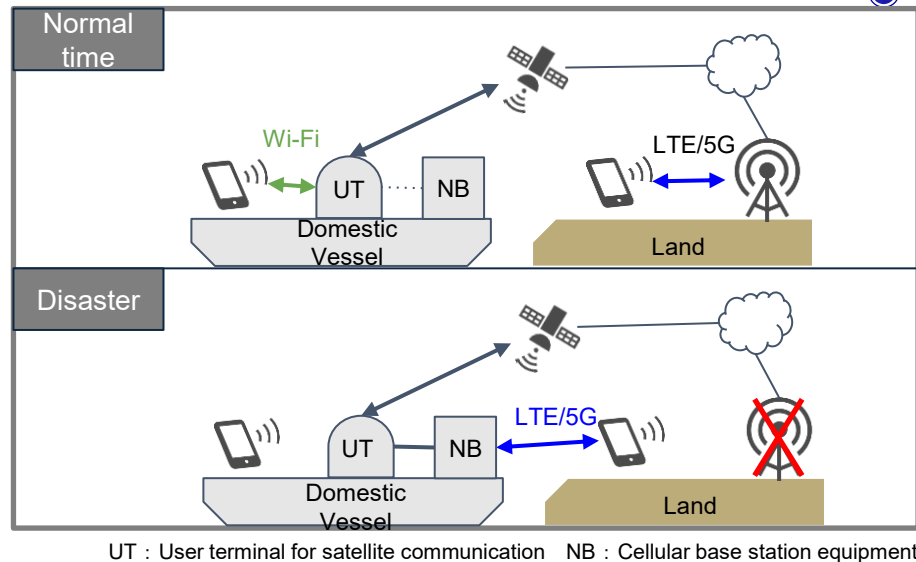 Normal
time
Wi-Fi
LTE/5G
UT
NB
Domestic
Vessel
Land
Disaster
LTE/5G
UT
NB
Domestic
Vessel
Land
UT：User terminal for satellite communication NB：Cellular base station equipment